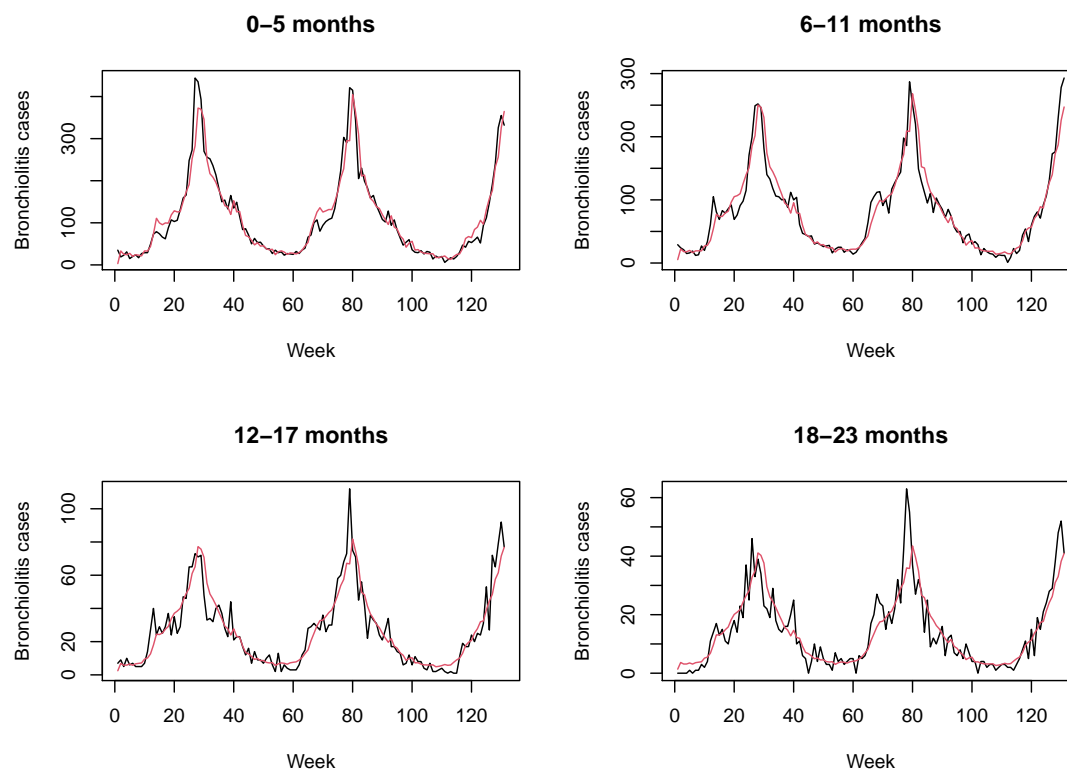 0–5 months
Bronchiolitis cases
0 100 300
0 20 40 60 80 100 120
Week
6–11 months
Bronchiolitis cases
0 50 100 200 300
0 20 40 60 80 100 120
Week
12–17 months
Bronchiolitis cases
0 20 60 100
0 20 40 60 80 100 120
Week
18–23 months
Bronchiolitis cases
0 20 40 60
0 20 40 60 80 100 120
Week